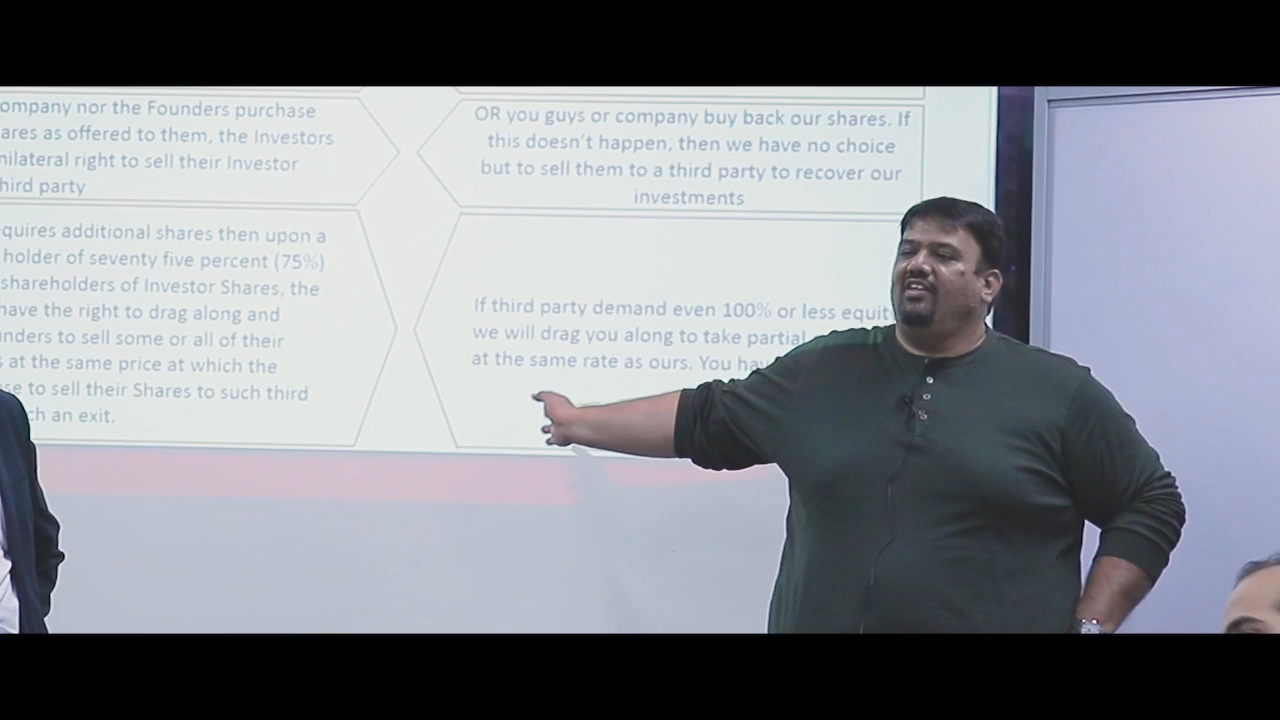 ompany nor the Founders purchase
ares as offered to them, the Investors
nilateral right to sell their Investor
hird party
OR you guys or company buy back our shares. If
this doesn't happen, then we have no choice
but to sell them to a third party to recover our
investments
quires additional shares then upon a
holder of seventy five percent (75%)
shareholders of Investor Shares, the
have the right to drag along and
nders to sell some or all of their
s at the same price at which the
se to sell their Shares to such third
ch an exit.
If third party demand even 100% or less equit
we will drag you along to take partial
at the same rate as ours. You hav